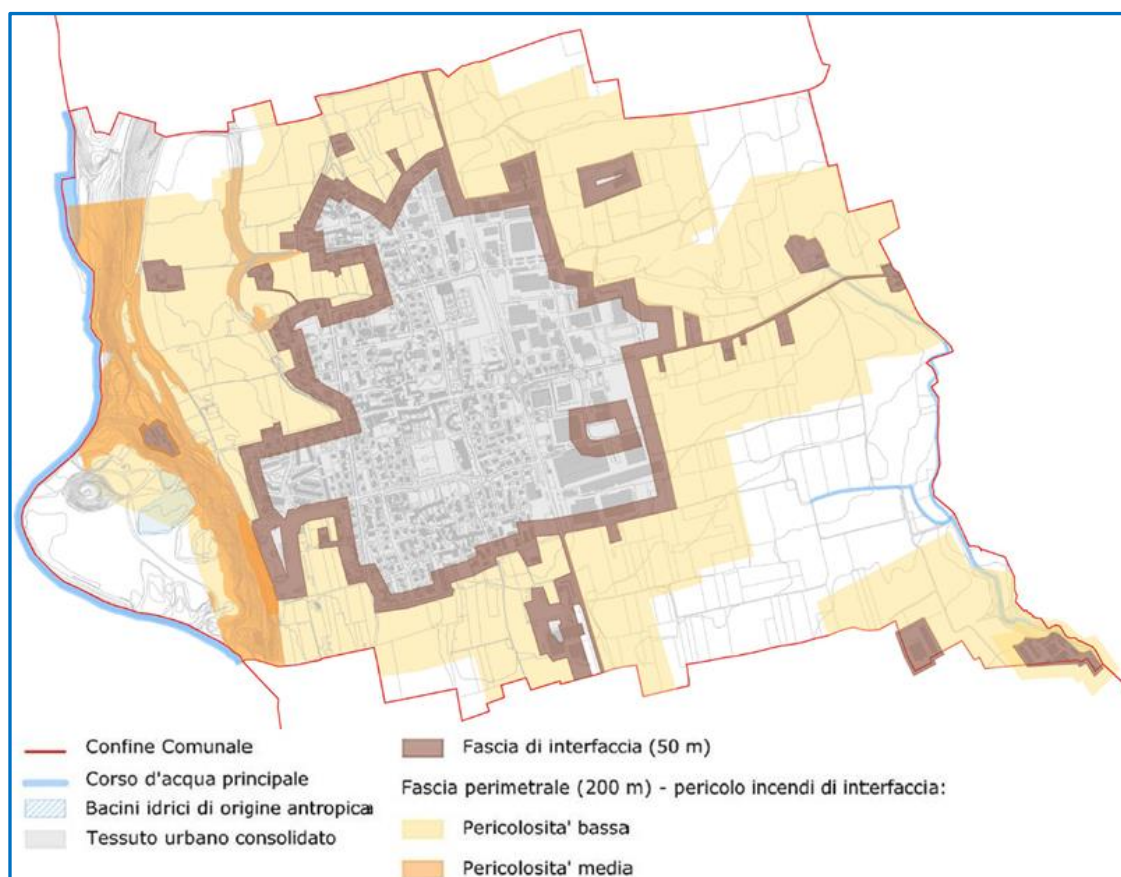 Confine Comunale
Corso d'acqua principale
Bacini idrici di origine antropica
Tessuto urbano consolidato
Fascia di interfaccia (50 m)
Fascia perimetrale (200 m) - pericolo incendi di interfaccia:
Pericolosita' bassa
Pericolosita' media